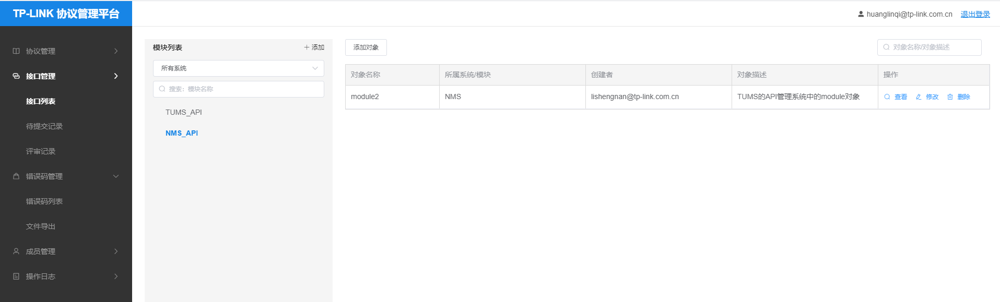 TP-LINK 协议管理平台
huanglinqi@tp-link.com.cn 退出登录
协议管理
接口管理
接口列表
待提交记录
评审记录
错误码管理
错误码列表
文件导出
成员管理
操作日志
模块列表 添加
所有系统
搜索：模块名称
TUMS_API
NMS_API
添加对象 对象名称/对象描述
对象名称 所属系统/模块 创建者 对象描述 操作
module2 NMS lishengnan@tp-link.com.cn TUMS的API管理系统中的module对象 查看 修改 删除